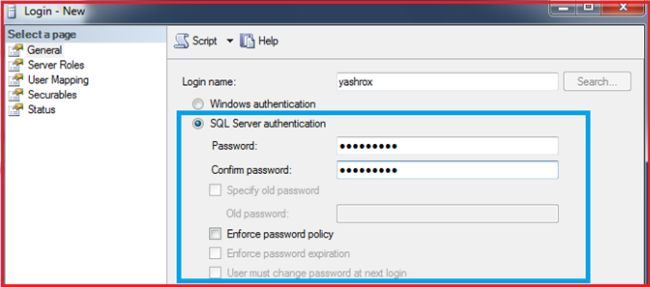 Login - New
Select a page
General
Server Roles
User Mapping
Securables
Status
Script Help
Login name: yashrox Search...
Windows authentication
SQL Server authentication
Password: •••••••••
Confirm password: •••••••••
Specify old password
Old password:
Enforce password policy
Enforce password expiration
User must change password at next login